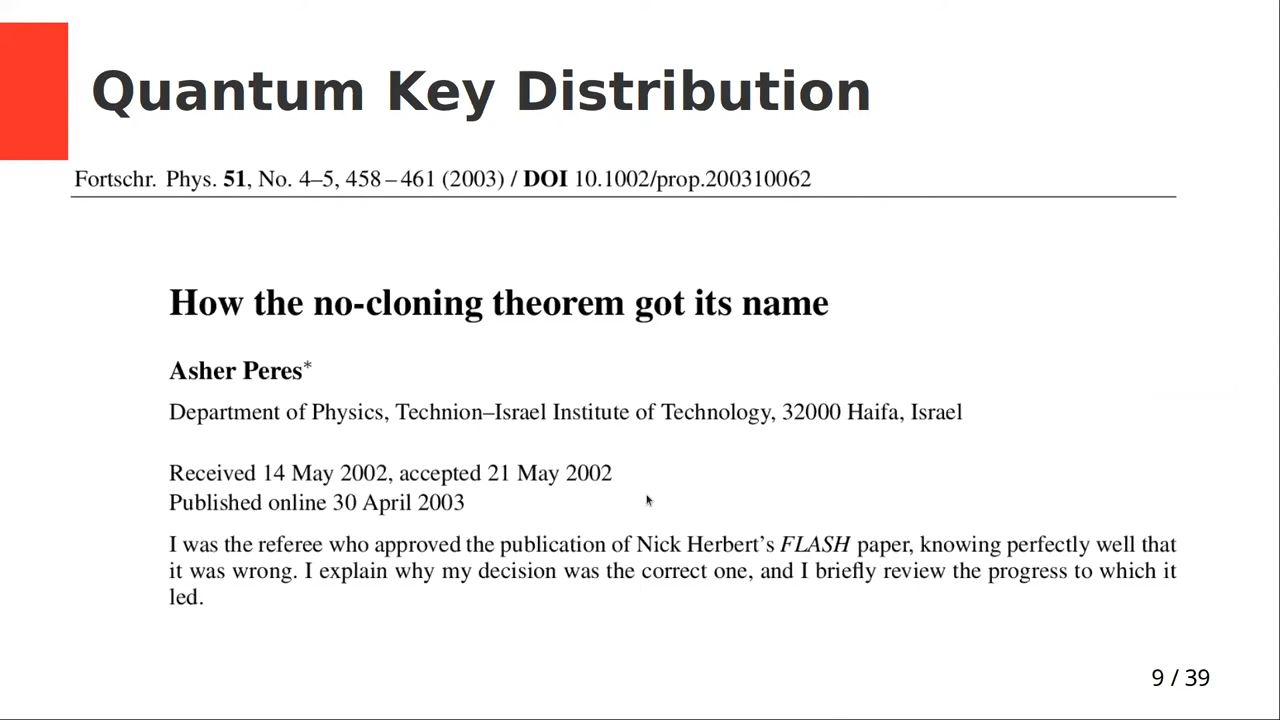 Quantum Key Distribution
Fortschr. Phys. 51, No. 4–5, 458–461 (2003) / DOI 10.1002/prop.200310062
How the no-cloning theorem got its name
Asher Peres*
Department of Physics, Technion–Israel Institute of Technology, 32000 Haifa, Israel
Received 14 May 2002, accepted 21 May 2002
Published online 30 April 2003
I was the referee who approved the publication of Nick Herbert’s FLASH paper, knowing perfectly well that
it was wrong. I explain why my decision was the correct one, and I briefly review the progress to which it
led.
9 / 39